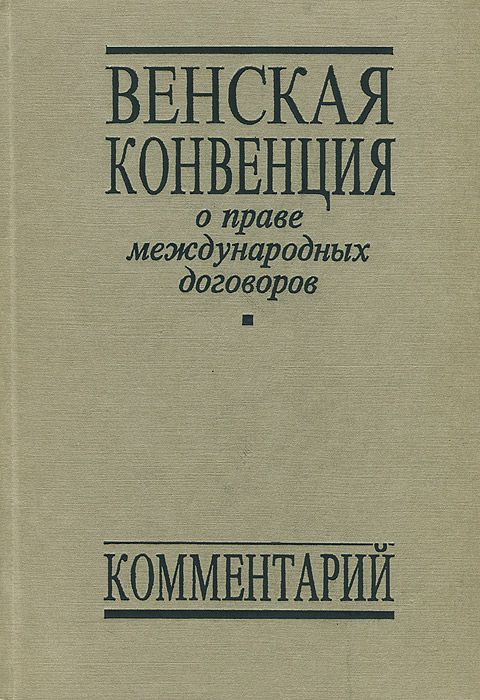 ВЕНСКАЯ
КОНВЕНЦИЯ
о праве
международных
договоров
КОММЕНТАРИЙ